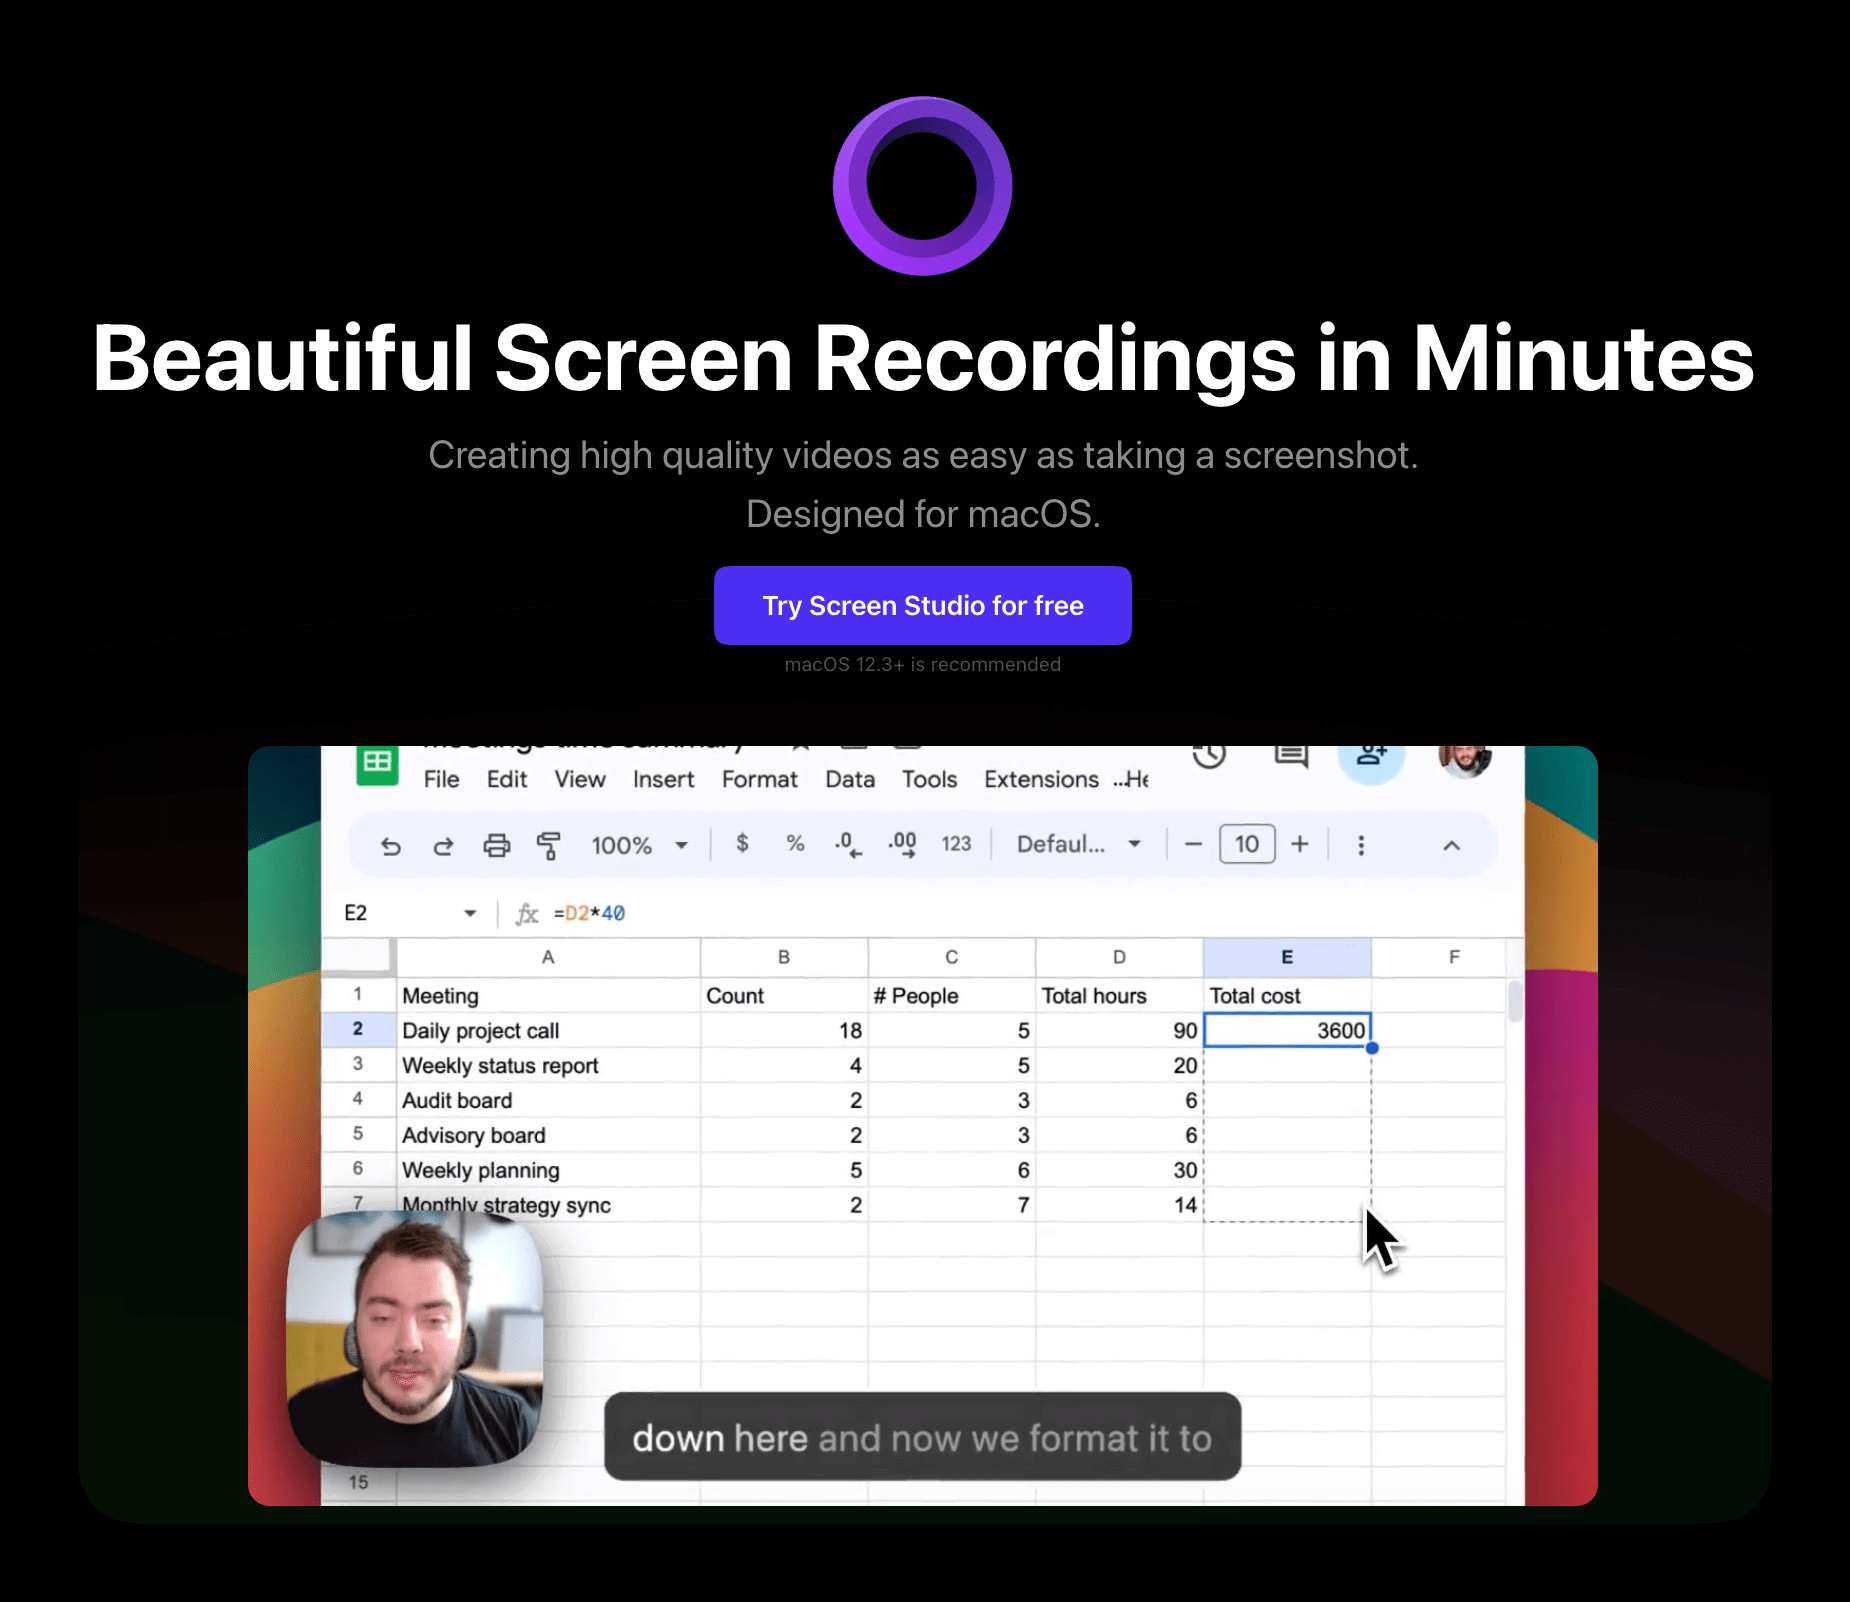 Beautiful Screen Recordings in Minutes
Creating high quality videos as easy as taking a screenshot.
Designed for macOS.
Try Screen Studio for free
macOS 12.3+ is recommended
File Edit View Insert Format Data Tools Extensions ...He
100% $ % .0 .00 123 Defaul... − 10 +
E2 fx =D2*40
A B C D E F
1 Meeting Count # People Total hours Total cost
2 Daily project call 18 5 90 3600
3 Weekly status report 4 5 20
4 Audit board 2 3 6
5 Advisory board 2 3 6
6 Weekly planning 5 6 30
7 Monthly strategy sync 2 7 14
down here and now we format it to
15